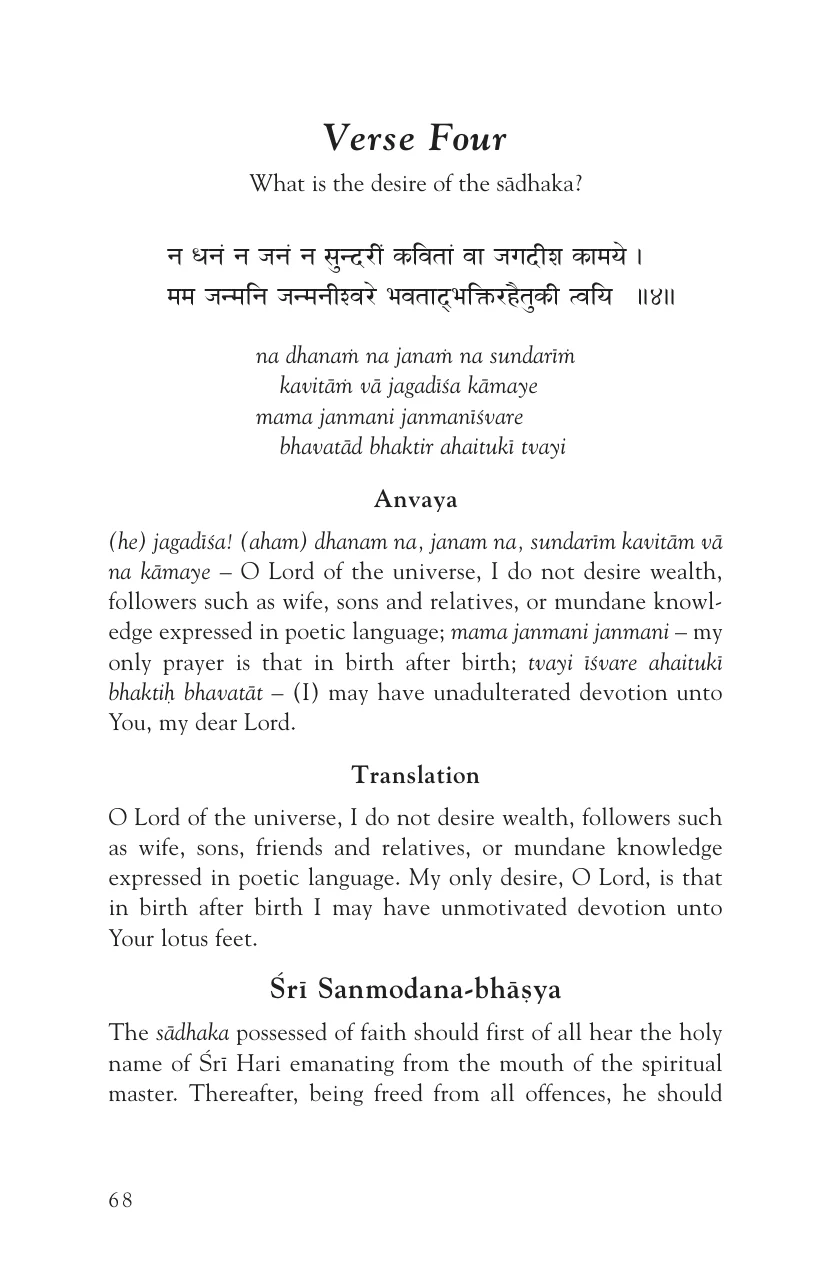 Verse Four
What is the desire of the sādhaka?
न धनं न जनं न सुन्दरीं कवितां वा जगदीश कामये ।
मम जन्मनि जन्मनीश्वरे भवताद्भक्तिरहैतुकी त्वयि ॥४॥
na dhanaṁ na janaṁ na sundarīṁ
kavitāṁ vā jagadīśa kāmaye
mama janmani janmanīśvare
bhavatād bhaktir ahaitukī tvayi
Anvaya
(he) jagadīśa! (aham) dhanam na, janam na, sundarīm kavitām vā
na kāmaye – O Lord of the universe, I do not desire wealth,
followers such as wife, sons and relatives, or mundane knowl-
edge expressed in poetic language; mama janmani janmani – my
only prayer is that in birth after birth; tvayi īśvare ahaitukī
bhaktiḥ bhavatāt – (I) may have unadulterated devotion unto
You, my dear Lord.
Translation
O Lord of the universe, I do not desire wealth, followers such
as wife, sons, friends and relatives, or mundane knowledge
expressed in poetic language. My only desire, O Lord, is that
in birth after birth I may have unmotivated devotion unto
Your lotus feet.
Śrī Sanmodana-bhāṣya
The sādhaka possessed of faith should first of all hear the holy
name of Śrī Hari emanating from the mouth of the spiritual
master. Thereafter, being freed from all offences, he should
68